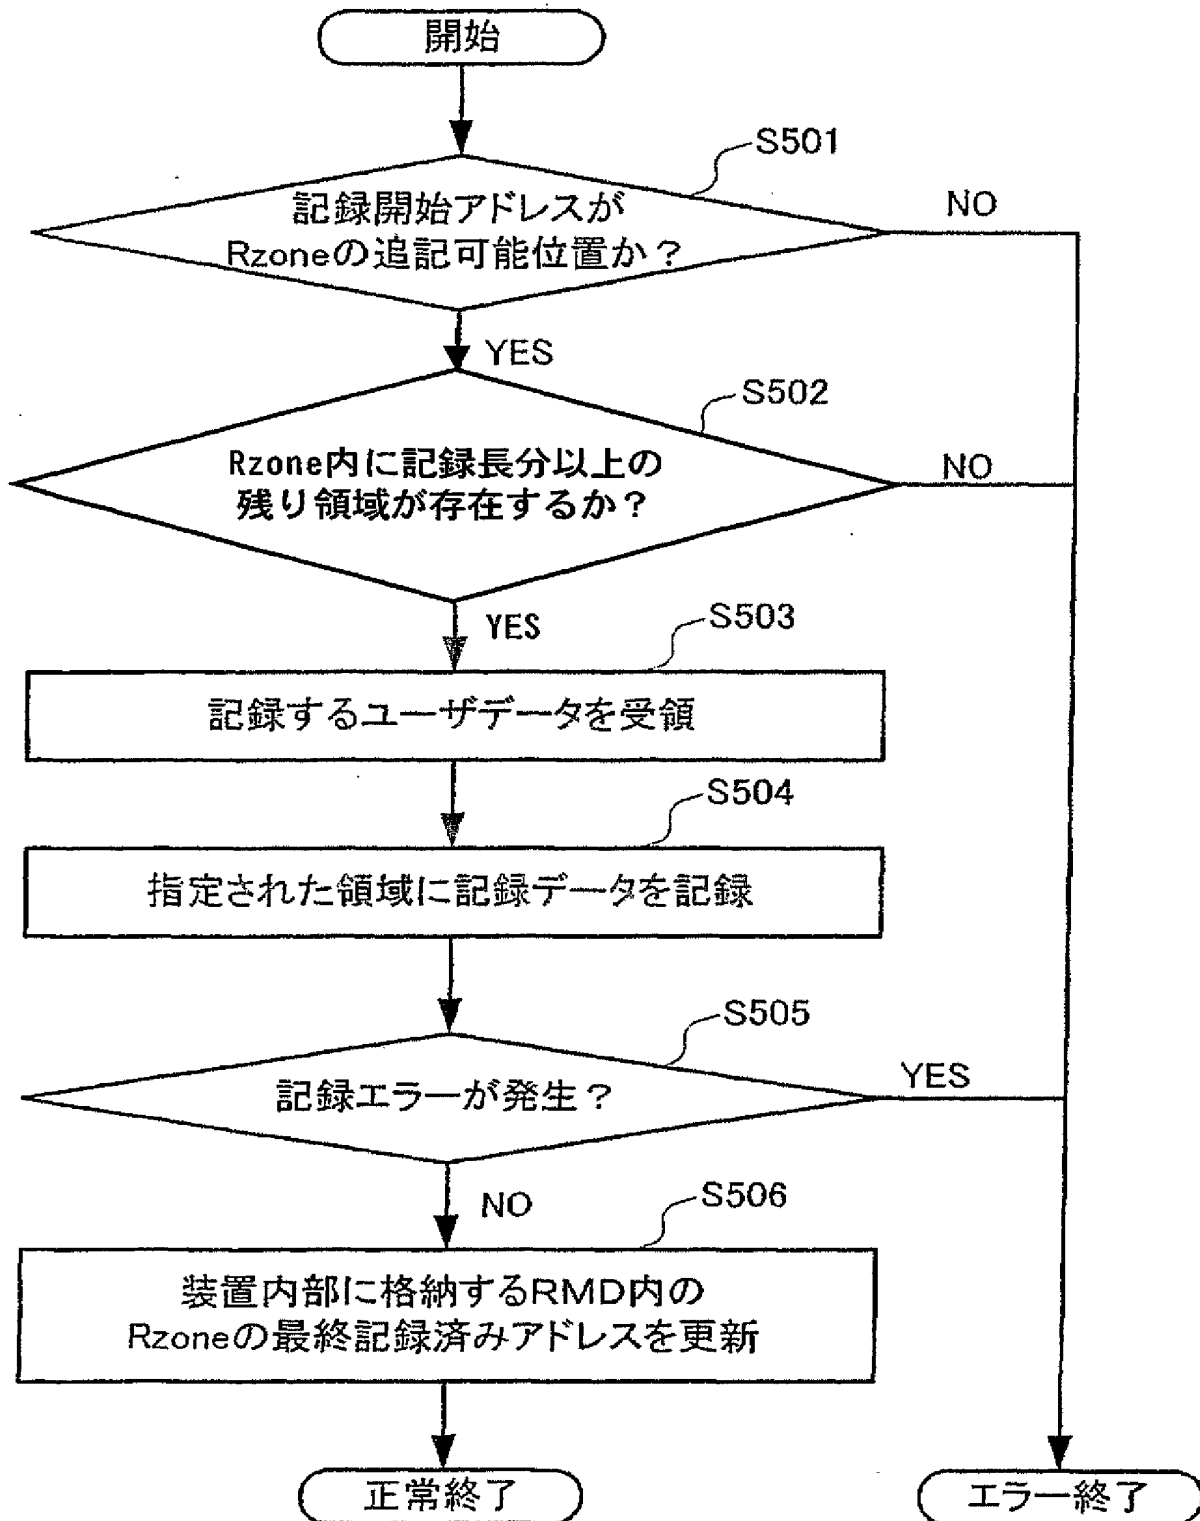 開始
S501
記録開始アドレスが
Rzoneの追記可能位置か？
NO
YES
S502
Rzone内に記録長分以上の
残り領域が存在するか？
NO
YES
S503
記録するユーザデータを受領
S504
指定された領域に記録データを記録
S505
記録エラーが発生？
YES
NO
S506
装置内部に格納するRMD内の
Rzoneの最終記録済みアドレスを更新
正常終了
エラー終了